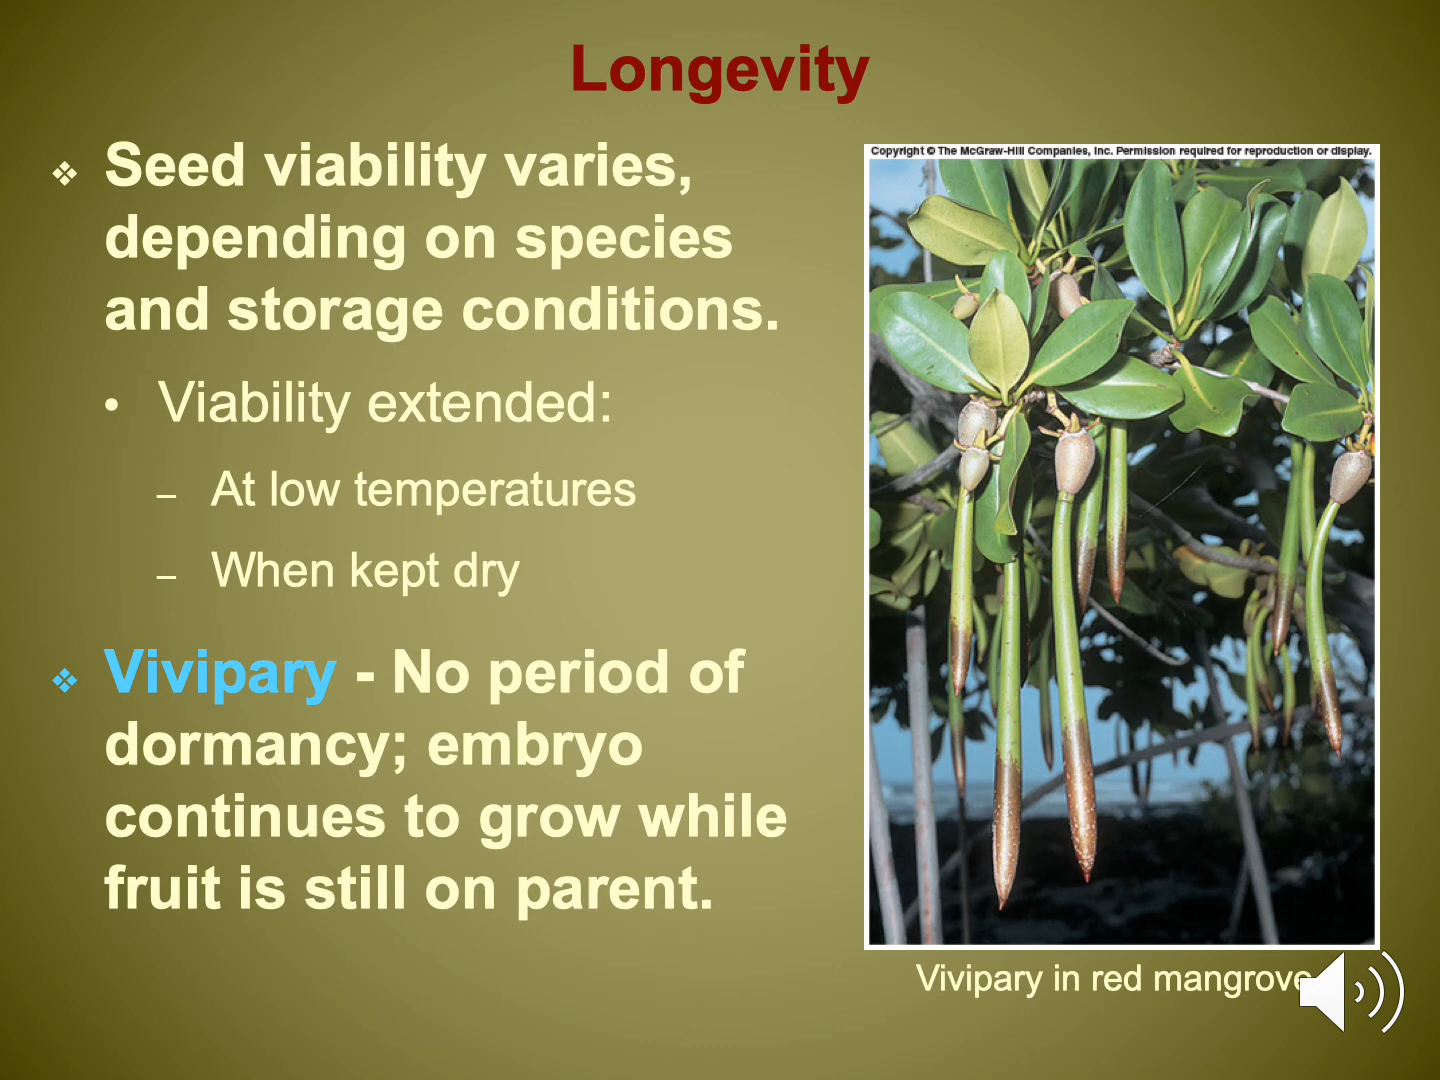 Longevity
❖ Seed viability varies,
depending on species
and storage conditions.
• Viability extended:
– At low temperatures
– When kept dry
❖ Vivipary - No period of
dormancy; embryo
continues to grow while
fruit is still on parent.
Copyright © The McGraw-Hill Companies, Inc. Permission required for reproduction or display.
Vivipary in red mangrove